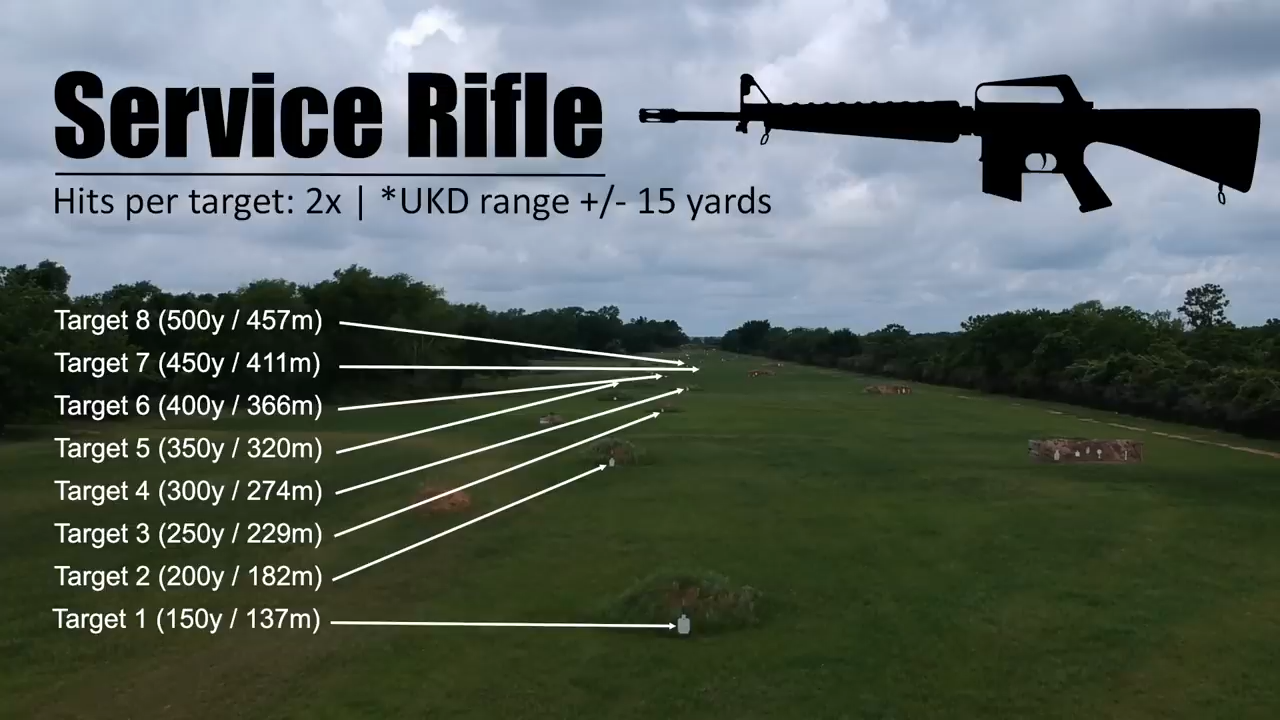 Service Rifle
Hits per target: 2x | *UKD range +/- 15 yards
Target 8 (500y / 457m)
Target 7 (450y / 411m)
Target 6 (400y / 366m)
Target 5 (350y / 320m)
Target 4 (300y / 274m)
Target 3 (250y / 229m)
Target 2 (200y / 182m)
Target 1 (150y / 137m)